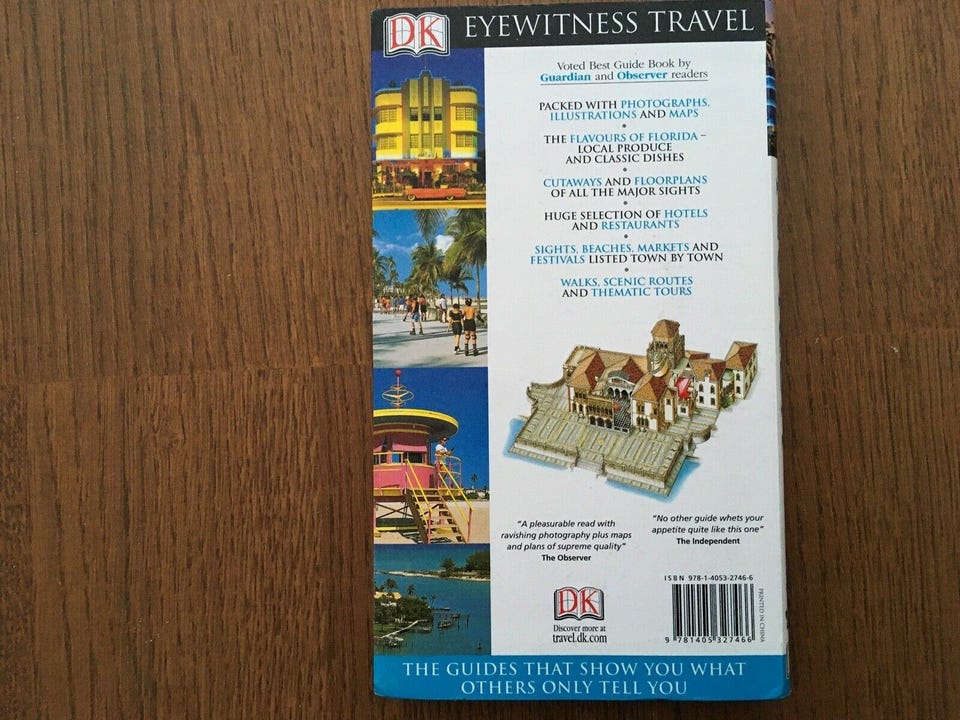 DK EYEWITNESS TRAVEL
Voted Best Guide Book by
Guardian and Observer readers
PACKED WITH PHOTOGRAPHS,
ILLUSTRATIONS AND MAPS
•
THE FLAVOURS OF FLORIDA –
LOCAL PRODUCE
AND CLASSIC DISHES
•
CUTAWAYS AND FLOORPLANS
OF ALL THE MAJOR SIGHTS
•
HUGE SELECTION OF HOTELS
AND RESTAURANTS
•
SIGHTS, BEACHES, MARKETS AND
FESTIVALS LISTED TOWN BY TOWN
•
WALKS, SCENIC ROUTES
AND THEMATIC TOURS
"A pleasurable read with
ravishing photography plus maps
and plans of supreme quality"
The Observer
"No other guide whets your
appetite quite like this one"
The Independent
DK
Discover more at
travel.dk.com
ISBN 978-1-4053-2746-6
9 781405 327466
PRINTED IN CHINA
THE GUIDES THAT SHOW YOU WHAT
OTHERS ONLY TELL YOU